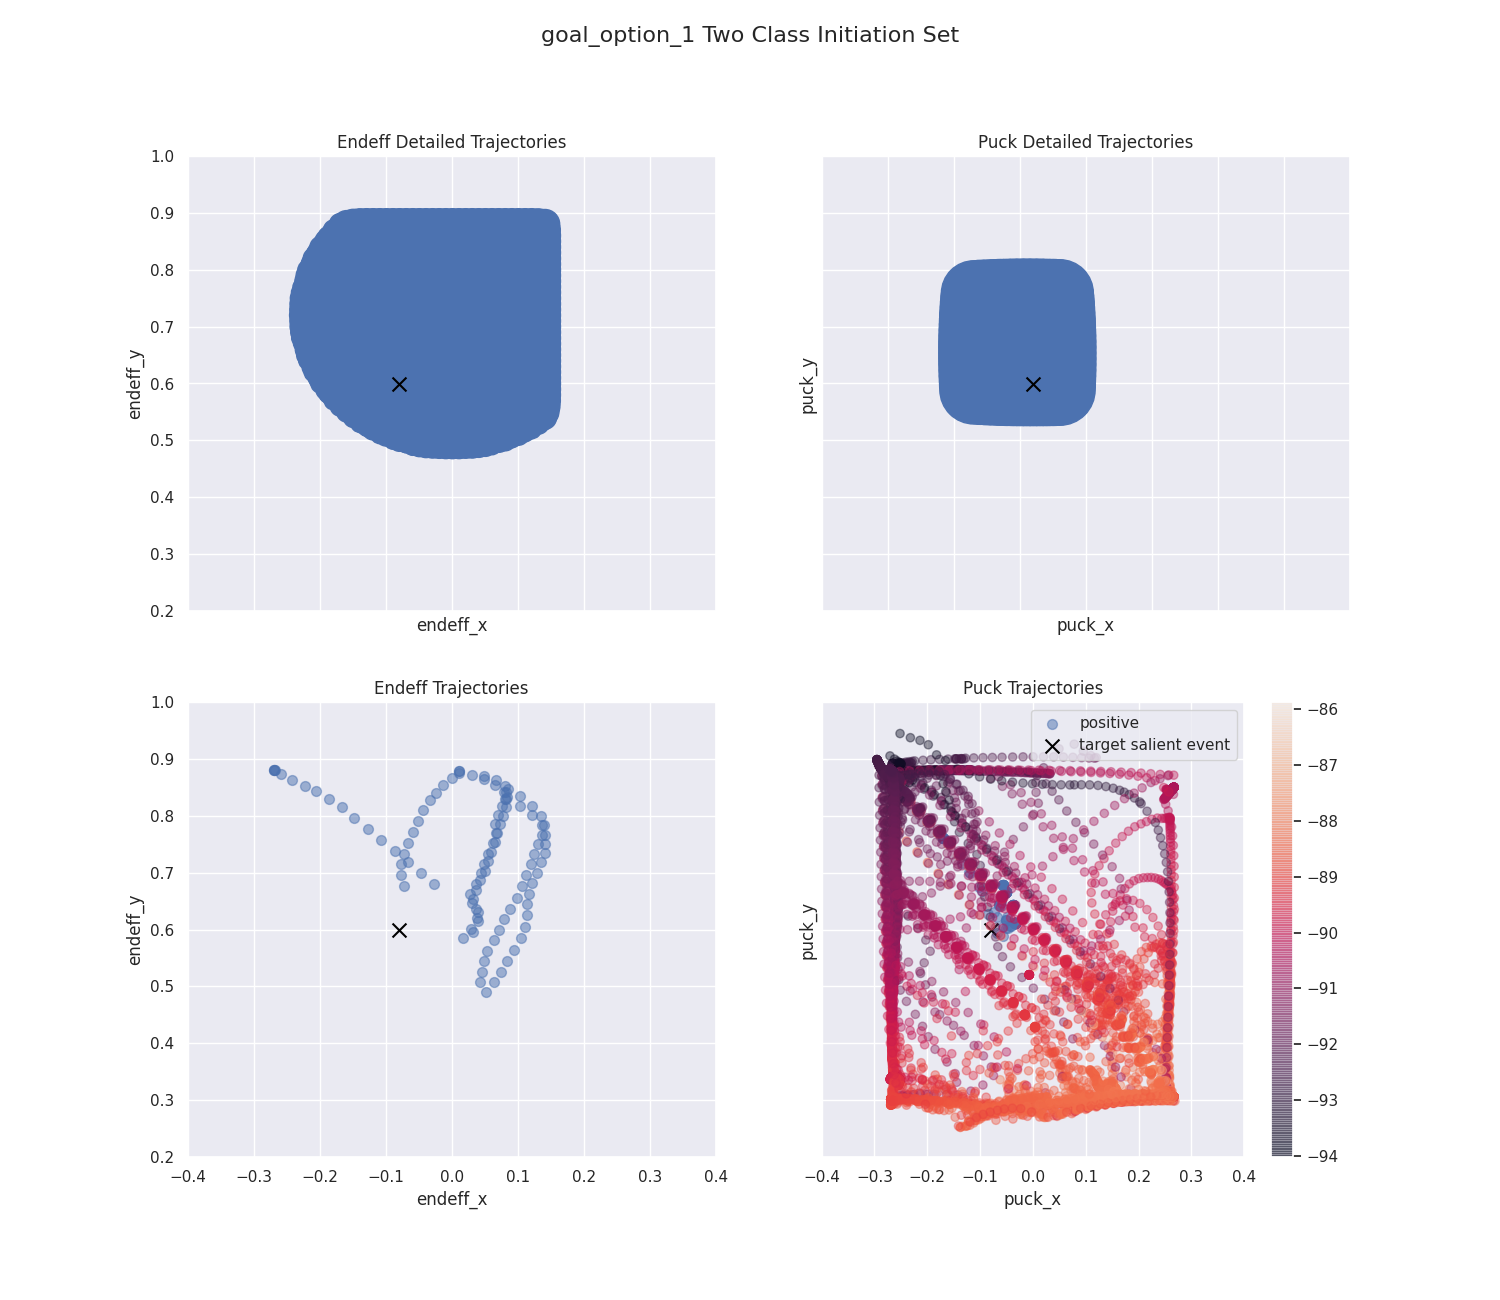 goal_option_1 Two Class Initiation Set
Endeff Detailed Trajectories
Puck Detailed Trajectories
1.0
0.9
0.8
0.7
0.6
0.5
0.4
0.3
0.2
endeff_y
endeff_x
puck_y
puck_x
Endeff Trajectories
Puck Trajectories
1.0
0.9
0.8
0.7
0.6
0.5
0.4
0.3
0.2
endeff_y
−0.4 −0.3 −0.2 −0.1 0.0 0.1 0.2 0.3 0.4
endeff_x
positive
target salient event
puck_y
−0.4 −0.3 −0.2 −0.1 0.0 0.1 0.2 0.3 0.4
puck_x
−86
−87
−88
−89
−90
−91
−92
−93
−94